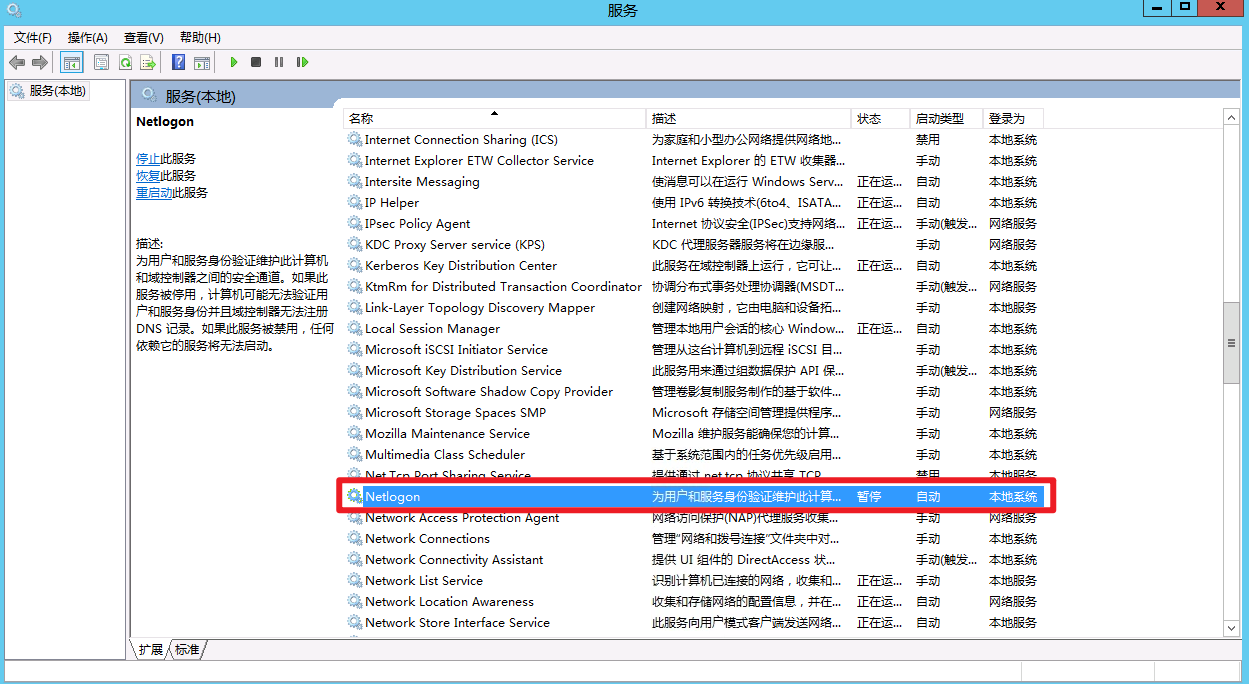 服务
文件(F) 操作(A) 查看(V) 帮助(H)
服务(本地)
服务(本地)
Netlogon
停止此服务
恢复此服务
重启动此服务
描述:
为用户和服务身份验证维护此计算机
和域控制器之间的安全通道。如果此
服务被停用，计算机可能无法验证用
户和服务身份并且域控制器无法注册
DNS 记录。如果此服务被禁用，任何
依赖它的服务将无法启动。
名称 描述 状态 启动类型 登录为
Internet Connection Sharing (ICS) 为家庭和小型办公网络提供网络地... 禁用 本地系统
Internet Explorer ETW Collector Service Internet Explorer 的 ETW 收集器... 手动 本地系统
Intersite Messaging 使消息可以在运行 Windows Serv... 正在运... 自动 本地系统
IP Helper 使用 IPv6 转换技术(6to4、ISATA... 正在运... 自动 本地系统
IPsec Policy Agent Internet 协议安全(IPSec)支持网络... 正在运... 手动(触发... 网络服务
KDC Proxy Server service (KPS) KDC 代理服务器服务将在边缘服... 手动 网络服务
Kerberos Key Distribution Center 此服务在域控制器上运行，它可让... 正在运... 自动 本地系统
KtmRm for Distributed Transaction Coordinator 协调分布式事务处理协调器(MSDT... 手动(触发... 网络服务
Link-Layer Topology Discovery Mapper 创建网络映射，它由电脑和设备拓... 手动 本地服务
Local Session Manager 管理本地用户会话的核心 Window... 正在运... 自动 本地系统
Microsoft iSCSI Initiator Service 管理从这台计算机到远程 iSCSI 目... 手动 本地系统
Microsoft Key Distribution Service 此服务用来通过组数据保护 API 保... 手动(触发... 本地系统
Microsoft Software Shadow Copy Provider 管理卷影复制服务制作的基于软件... 手动 本地系统
Microsoft Storage Spaces SMP Microsoft 存储空间管理提供程序... 手动 网络服务
Mozilla Maintenance Service Mozilla 维护服务能确保您的计算... 手动 本地系统
Multimedia Class Scheduler 基于系统范围内的任务优先级启用... 手动 本地系统
Net.Tcp Port Sharing Service 提供通过 net.tcp 协议共享 TCP... 禁用 本地服务
Netlogon 为用户和服务身份验证维护此计算... 暂停 自动 本地系统
Network Access Protection Agent 网络访问保护(NAP)代理服务收集... 手动 网络服务
Network Connections 管理“网络和拨号连接”文件夹中对... 手动 本地系统
Network Connectivity Assistant 提供 UI 组件的 DirectAccess 状... 手动(触发... 本地系统
Network List Service 识别计算机已连接的网络，收集和... 正在运... 手动 本地服务
Network Location Awareness 收集和存储网络的配置信息，并在... 正在运... 自动 网络服务
Network Store Interface Service 此服务向用户模式客户端发送网络... 正在运... 自动 本地服务
扩展 标准